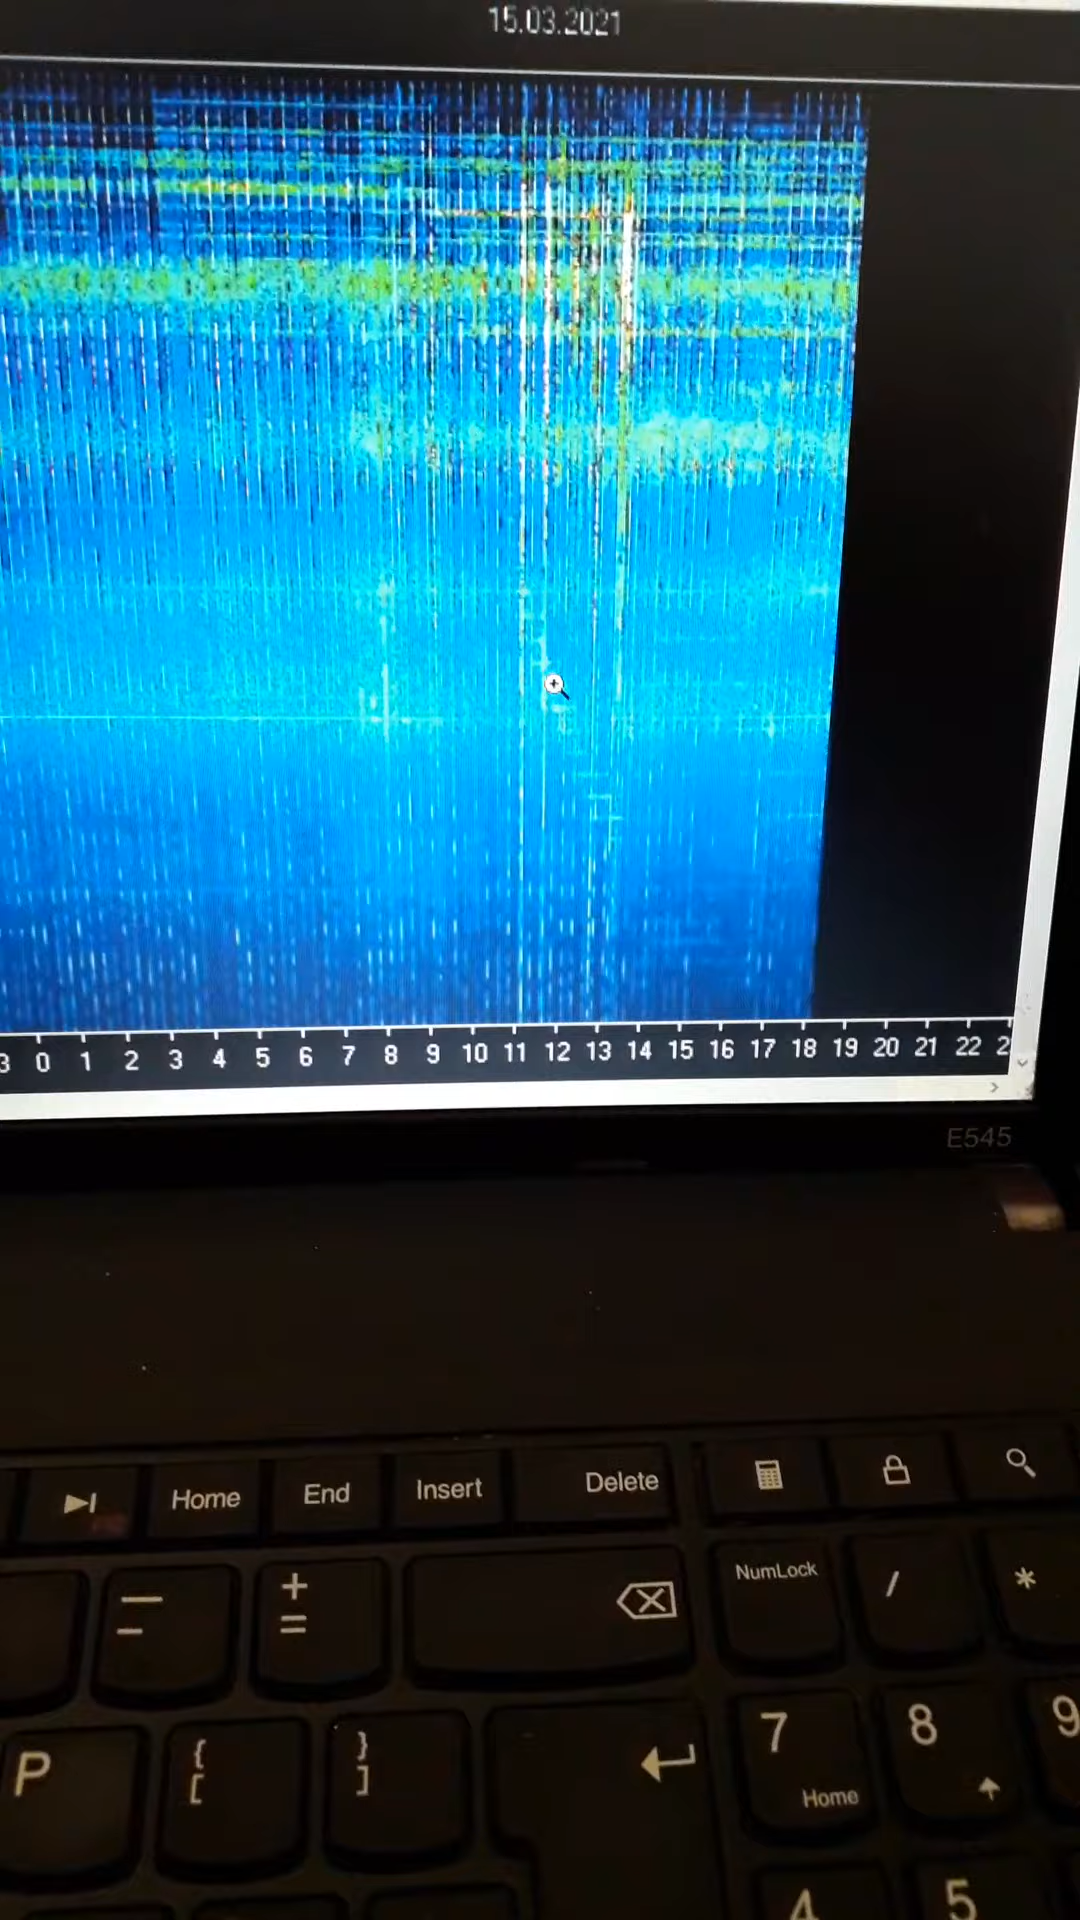 15.03.2021
3 0 1 2 3 4 5 6 7 8 9 10 11 12 13 14 15 16 17 18 19 20 21 22 2
E545
Home End Insert Delete
NumLock / *
— -
+ =
P { [ } ] 7 Home 8 9
4 5